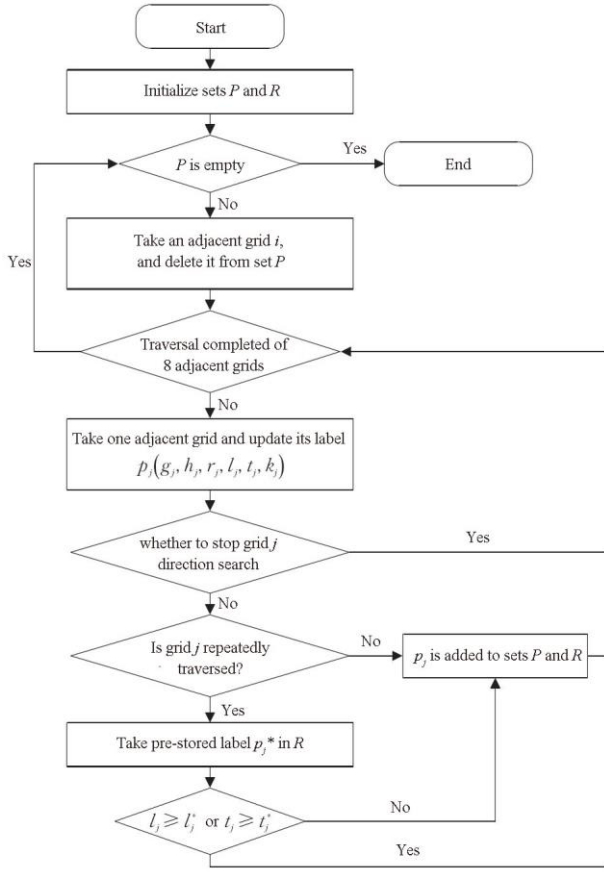 Start
Initialize sets P and R
P is empty
Yes
End
No
Take an adjacent grid i,
and delete it from set P
Yes
Traversal completed of
8 adjacent grids
No
Take one adjacent grid and update its label
p_j(g_j, h_j, r_j, l_j, t_j, k_j)
whether to stop grid j
direction search
Yes
No
Is grid j repeatedly
traversed?
No
p_j is added to sets P and R
Yes
Take pre-stored label p_j* in R
l_j ⩾ l_j* or t_j ⩾ t_j*
No
Yes